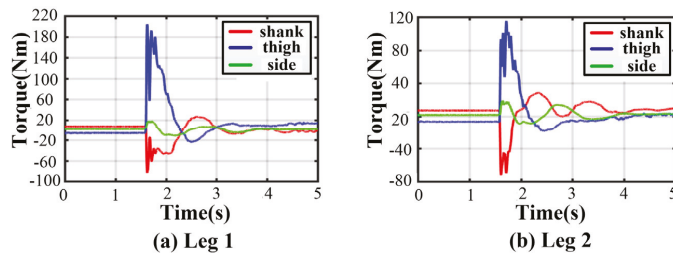 220
180
140
100
60
20
-20
-60
-100
Torque(Nm)
shank
thigh
side
0
1
2
3
4
5
Time(s)
(a) Leg 1
120
80
40
20
-40
-80
Torque(Nm)
shank
thigh
side
0
1
2
3
4
5
Time(s)
(b) Leg 2